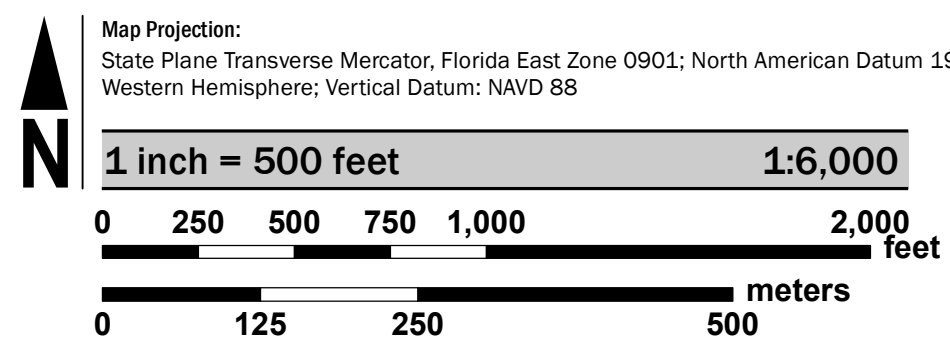 Map Projection:
State Plane Transverse Mercator, Florida East Zone 0901; North American Datum
Western Hemisphere; Vertical Datum: NAVD 88
N
1 inch = 500 feet 1:6,000
0 250 500 750 1,000 2,000
feet
meters
0 125 250 500